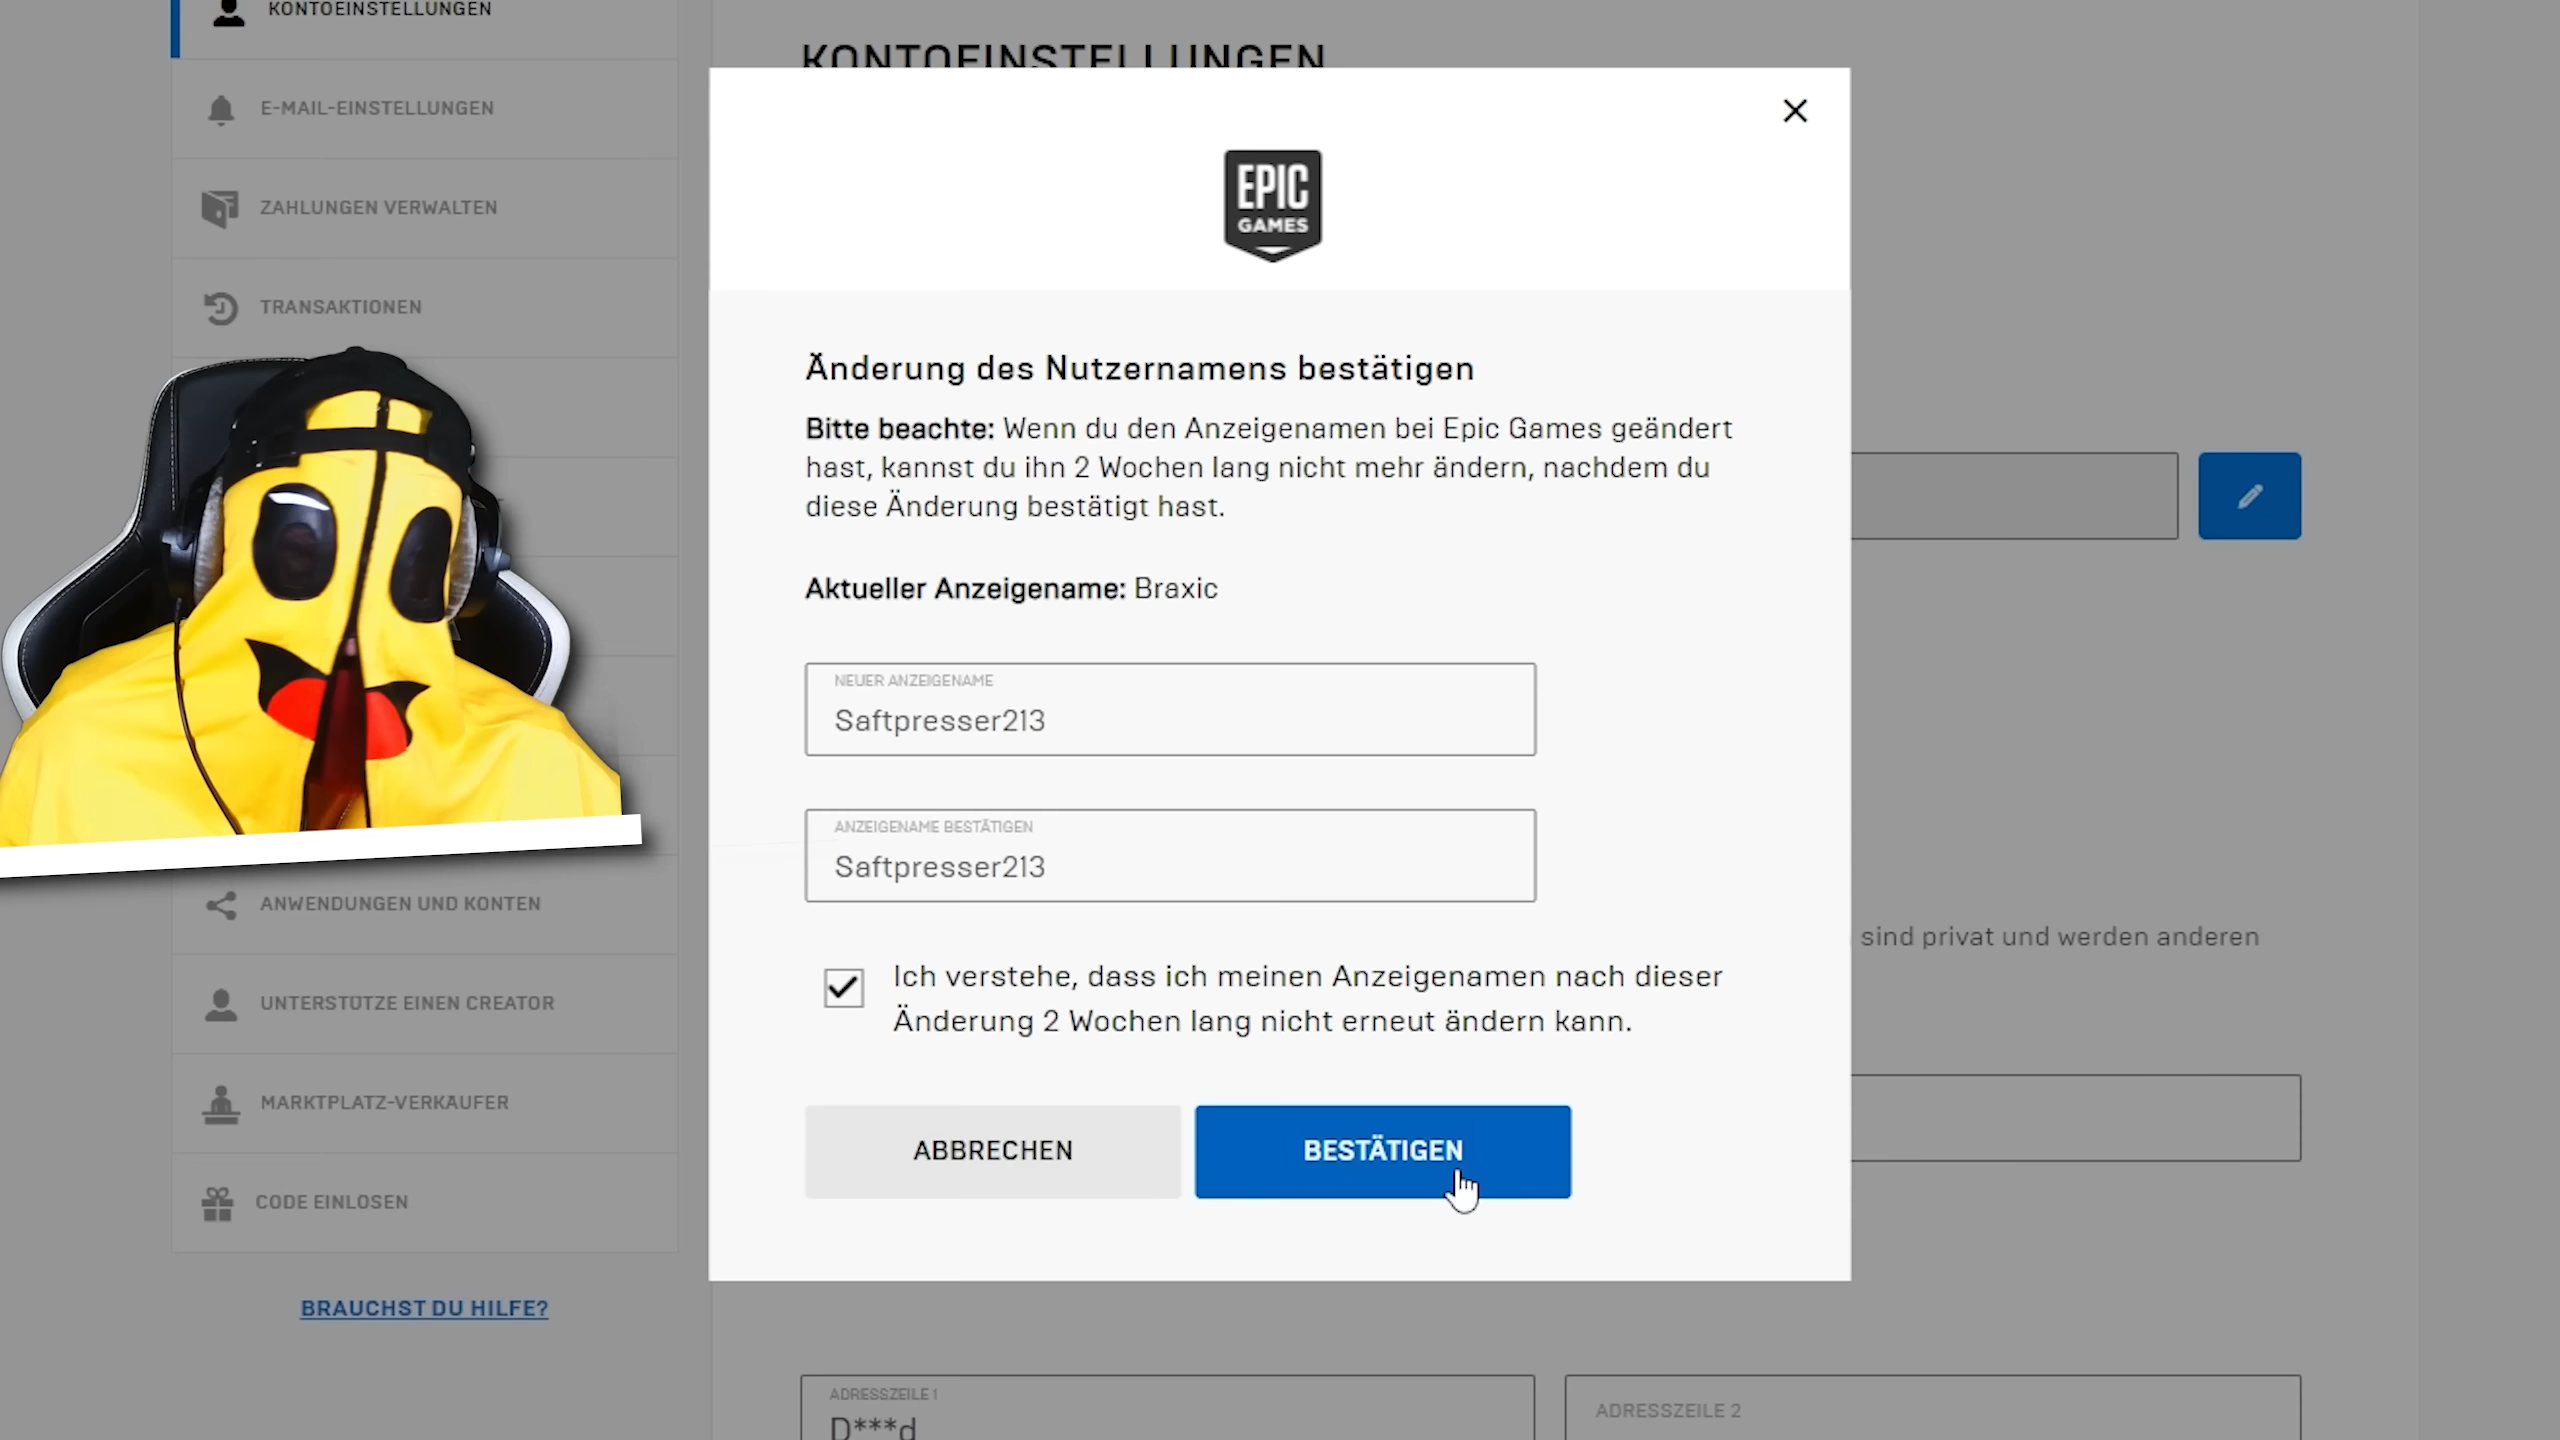 KONTOEINSTELLUNGEN
E-MAIL-EINSTELLUNGEN
ZAHLUNGEN VERWALTEN
TRANSAKTIONEN
ANWENDUNGEN UND KONTEN
UNTERSTÜTZE EINEN CREATOR
MARKTPLATZ-VERKÄUFER
CODE EINLÖSEN
BRAUCHST DU HILFE?
KONTOEINSTELLUNGEN
EPIC
GAMES
Änderung des Nutzernamens bestätigen
Bitte beachte: Wenn du den Anzeigenamen bei Epic Games geändert
hast, kannst du ihn 2 Wochen lang nicht mehr ändern, nachdem du
diese Änderung bestätigt hast.
Aktueller Anzeigename: Braxic
NEUER ANZEIGENAME
Saftpresser213
ANZEIGENAME BESTÄTIGEN
Saftpresser213
Ich verstehe, dass ich meinen Anzeigenamen nach dieser
Änderung 2 Wochen lang nicht erneut ändern kann.
ABBRECHEN
BESTÄTIGEN
sind privat und werden anderen
ADRESSZEILE 1
D***d
ADRESSZEILE 2